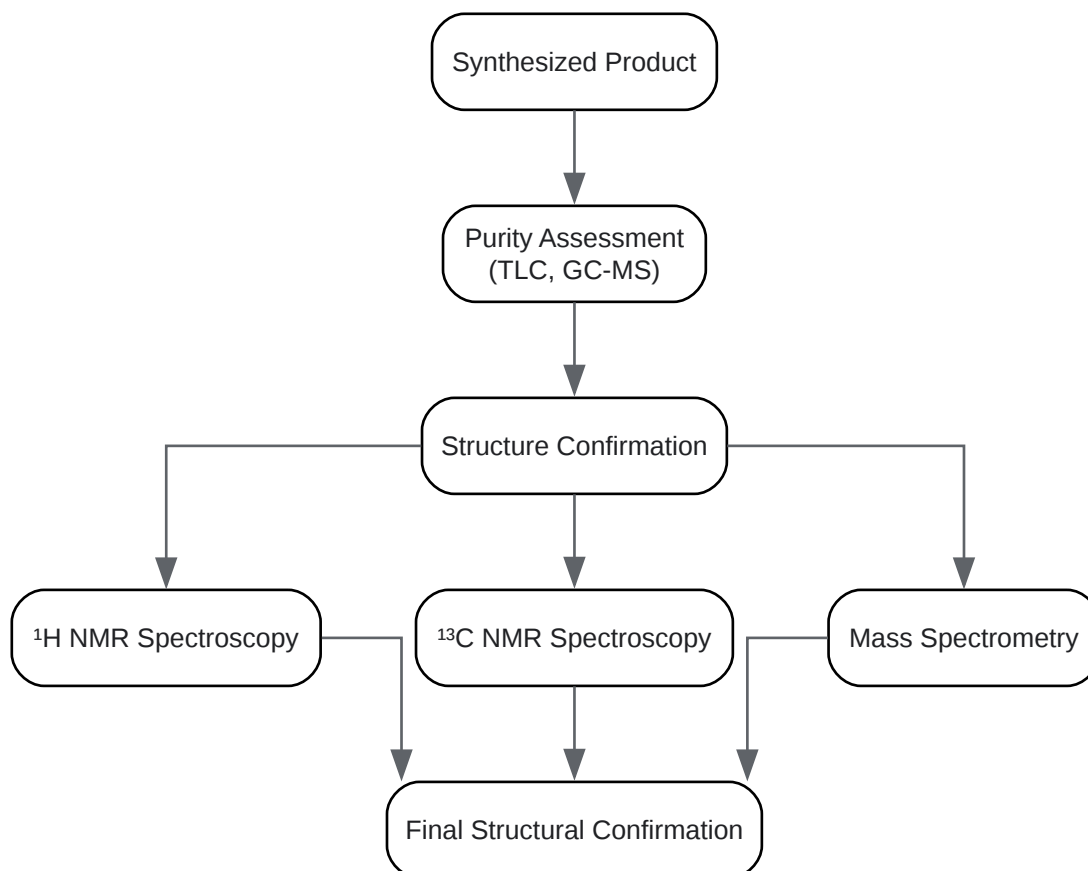 Synthesized Product
Purity Assessment
(TLC, GC-MS)
Structure Confirmation
¹H NMR Spectroscopy
¹³C NMR Spectroscopy
Mass Spectrometry
Final Structural Confirmation